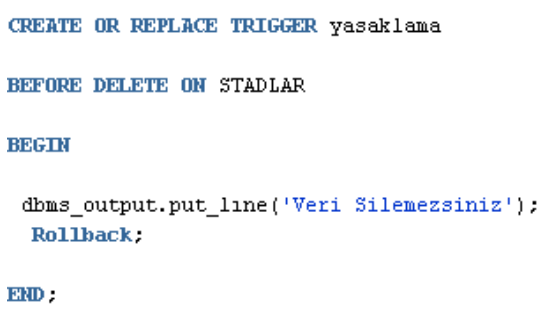 CREATE OR REPLACE TRIGGER yasaklama
BEFORE DELETE ON STADLAR
BEGIN
dbms_output.put_line('Veri Silemezsiniz');
Rollback;
END;